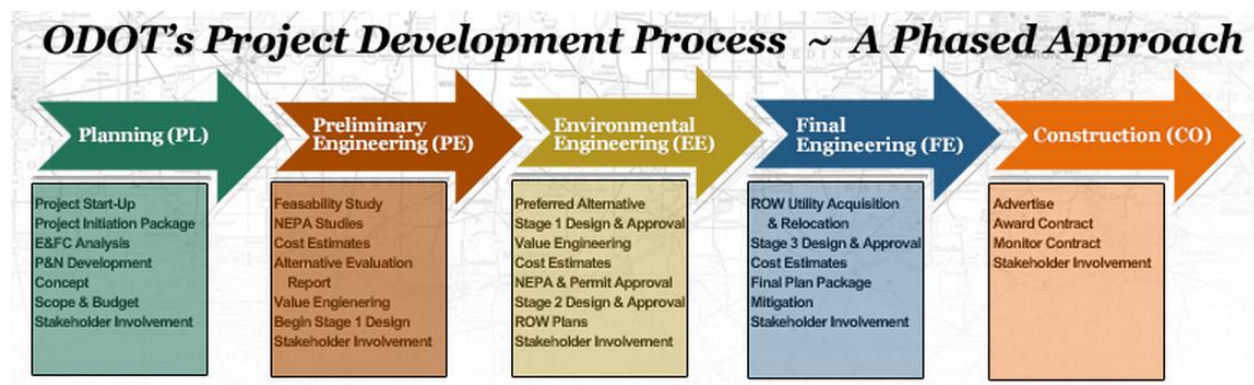 ODOT's Project Development Process ~ A Phased Approach
Planning (PL)
Preliminary
Engineering (PE)
Environmental
Engineering (EE)
Final
Engineering (FE)
Construction (CO)
Project Start-Up
Project Initiation Package
E&FC Analysis
P&N Development
Concept
Scope & Budget
Stakeholder Involvement
Feasability Study
NEPA Studies
Cost Estimates
Alternative Evaluation
Report
Value Engienering
Begin Stage 1 Design
Stakeholder Involvement
Preferred Alternative
Stage 1 Design & Approval
Value Engineering
Cost Estimates
NEPA & Permit Approval
Stage 2 Design & Approval
ROW Plans
Stakeholder Involvement
ROW Utility Acquisition
& Relocation
Stage 3 Design & Approval
Cost Estimates
Final Plan Package
Mitigation
Stakeholder Involvement
Advertise
Award Contract
Monitor Contract
Stakeholder Involvement